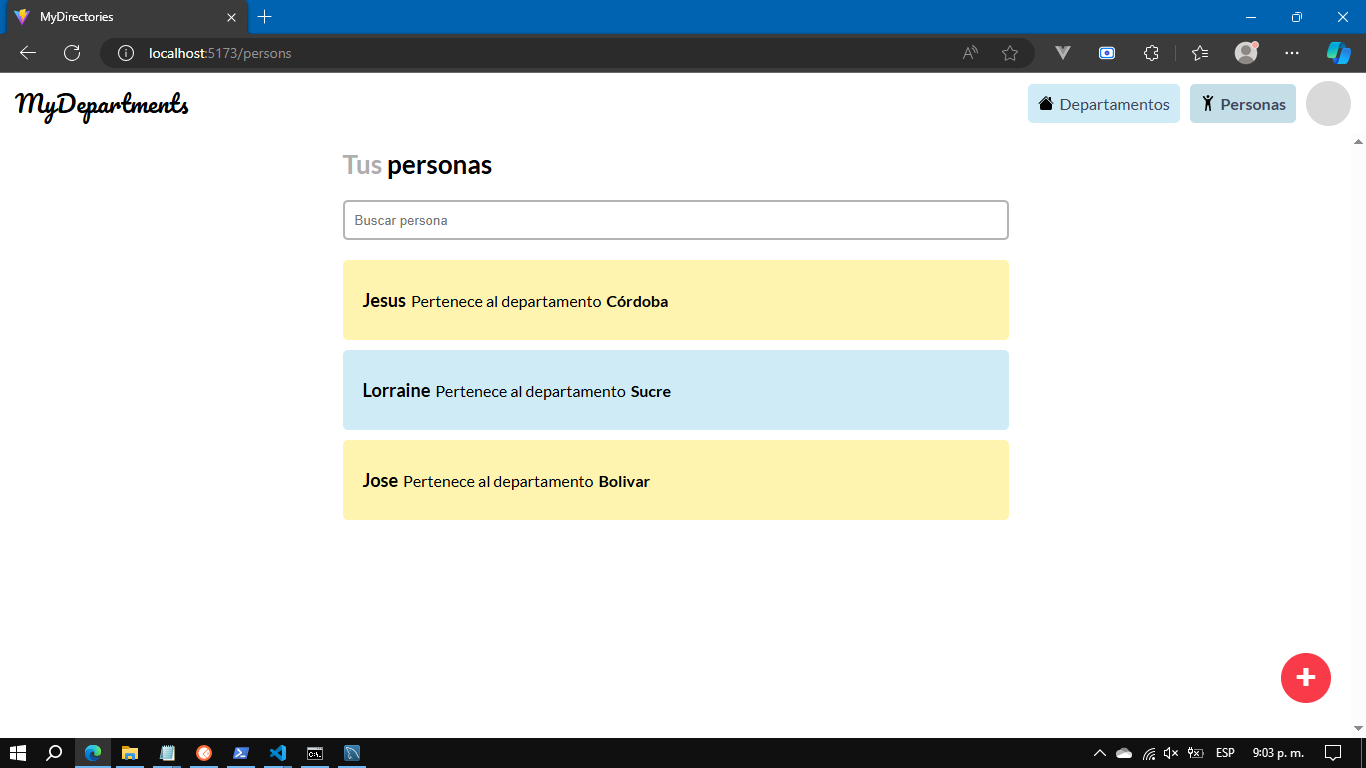 MyDirectories
localhost:5173/persons
MyDepartments
Departamentos
Personas
Tus personas
Buscar persona
Jesus Pertenece al departamento Córdoba
Lorraine Pertenece al departamento Sucre
Jose Pertenece al departamento Bolivar
ESP
9:03 p. m.